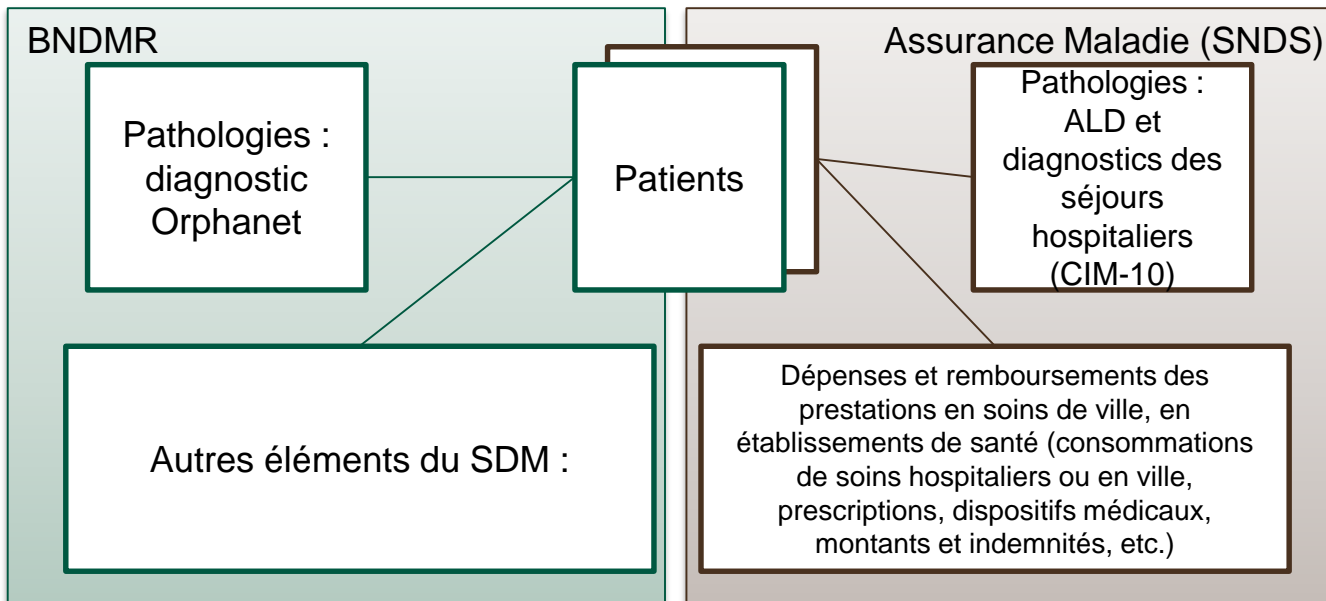 BNDMR
Pathologies :
diagnostic
Orphanet
Autres éléments du SDM :
Patients
Assurance Maladie (SNDS)
Pathologies :
ALD et
diagnostics des
séjours
hospitaliers
(CIM-10)
Dépenses et remboursements des
prestations en soins de ville, en
établissements de santé (consommations
de soins hospitaliers ou en ville,
prescriptions, dispositifs médicaux,
montants et indemnités, etc.)